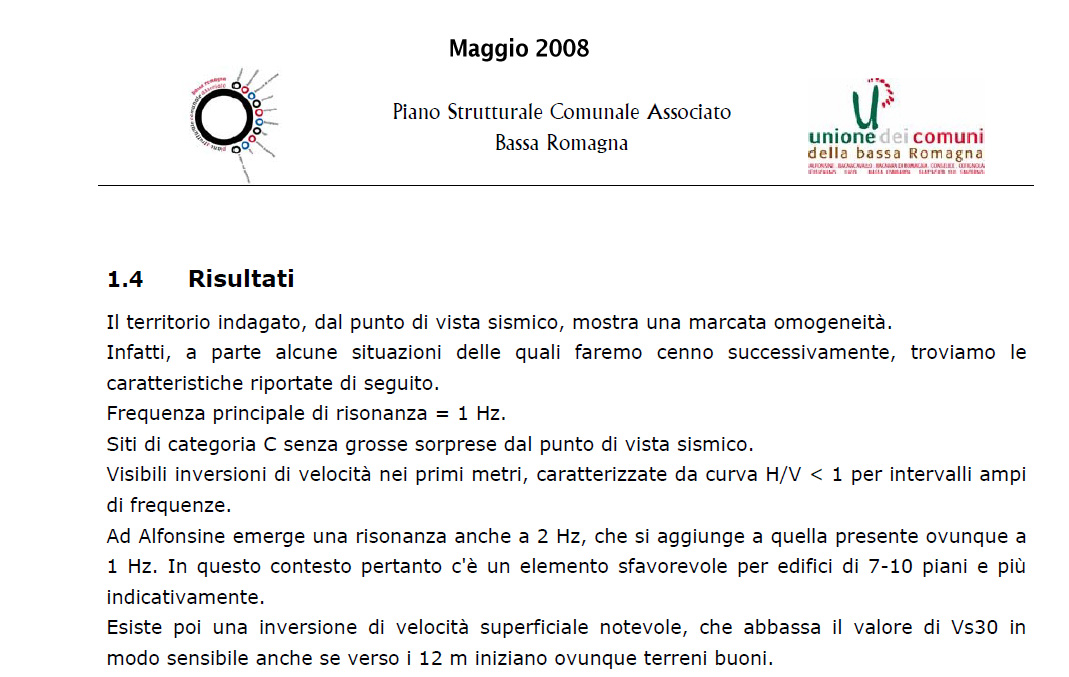 Maggio 2008
Piano Strutturale Comunale Associato
Bassa Romagna
unione dei comuni
della bassa Romagna
1.4 Risultati
Il territorio indagato, dal punto di vista sismico, mostra una marcata omogeneità.
Infatti, a parte alcune situazioni delle quali faremo cenno successivamente, troviamo le
caratteristiche riportate di seguito.
Frequenza principale di risonanza = 1 Hz.
Siti di categoria C senza grosse sorprese dal punto di vista sismico.
Visibili inversioni di velocità nei primi metri, caratterizzate da curva H/V < 1 per intervalli ampi
di frequenze.
Ad Alfonsine emerge una risonanza anche a 2 Hz, che si aggiunge a quella presente ovunque a
1 Hz. In questo contesto pertanto c'è un elemento sfavorevole per edifici di 7-10 piani e più
indicativamente.
Esiste poi una inversione di velocità superficiale notevole, che abbassa il valore di Vs30 in
modo sensibile anche se verso i 12 m iniziano ovunque terreni buoni.